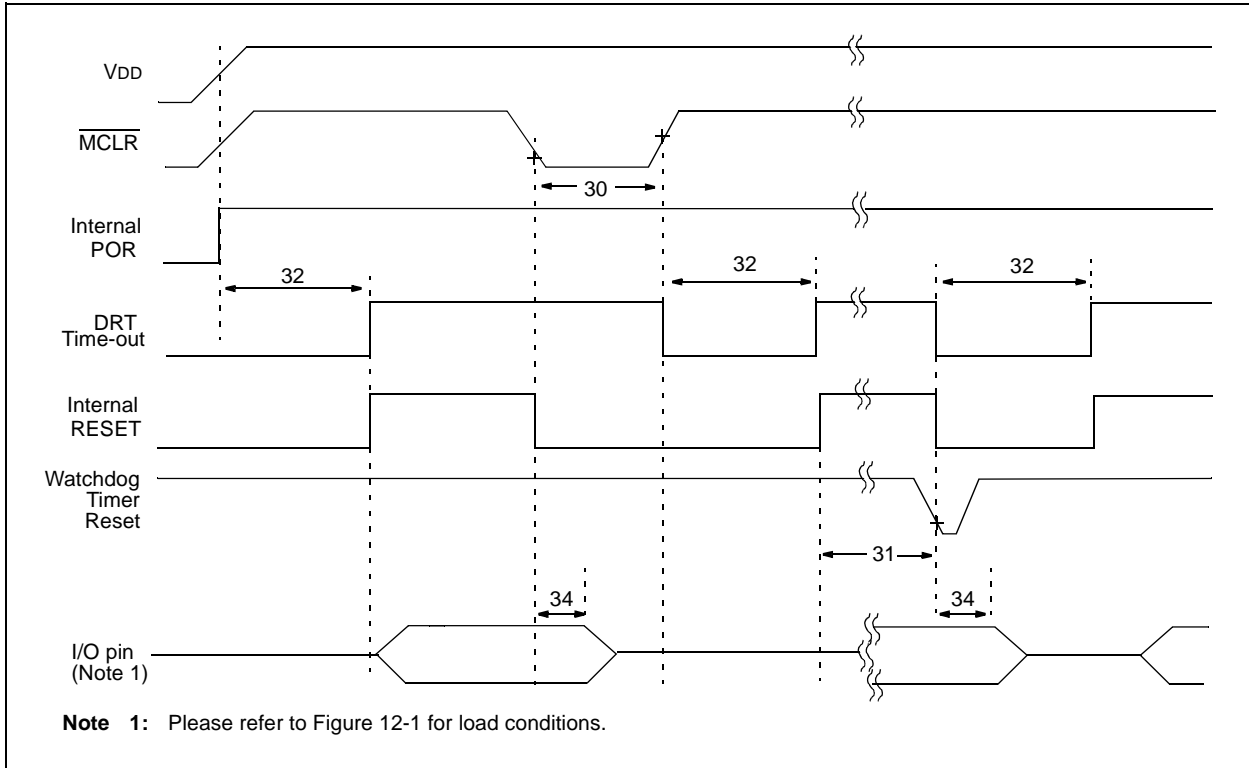 VDD
MCLR
30
Internal
POR
32
32
32
DRT
Time-out
Internal
RESET
Watchdog
Timer
Reset
31
34
34
I/O pin
(Note 1)
Note 1: Please refer to Figure 12-1 for load conditions.